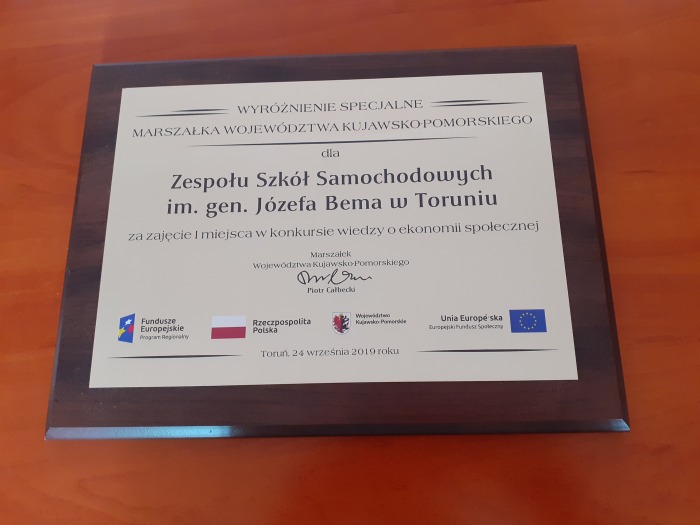 WYRÓŻNIENIE SPECJALNE
MARSZAŁKA WOJEWÓDZTWA KUJAWSKO-POMORSKIEGO
dla
Zespołu Szkół Samochodowych
im. gen. Józefa Bema w Toruniu
za zajęcie I miejsca w konkursie wiedzy o ekonomii społecznej
Marszałek
Województwa Kujawsko-Pomorskiego
Piotr Całbecki
Fundusze
Europejskie
Program Regionalny
Rzeczpospolita
Polska
Województwo
Kujawsko-Pomorskie
Unia Europe ska
Europejski Fundusz Społeczny
Toruń, 24 września 2019 roku